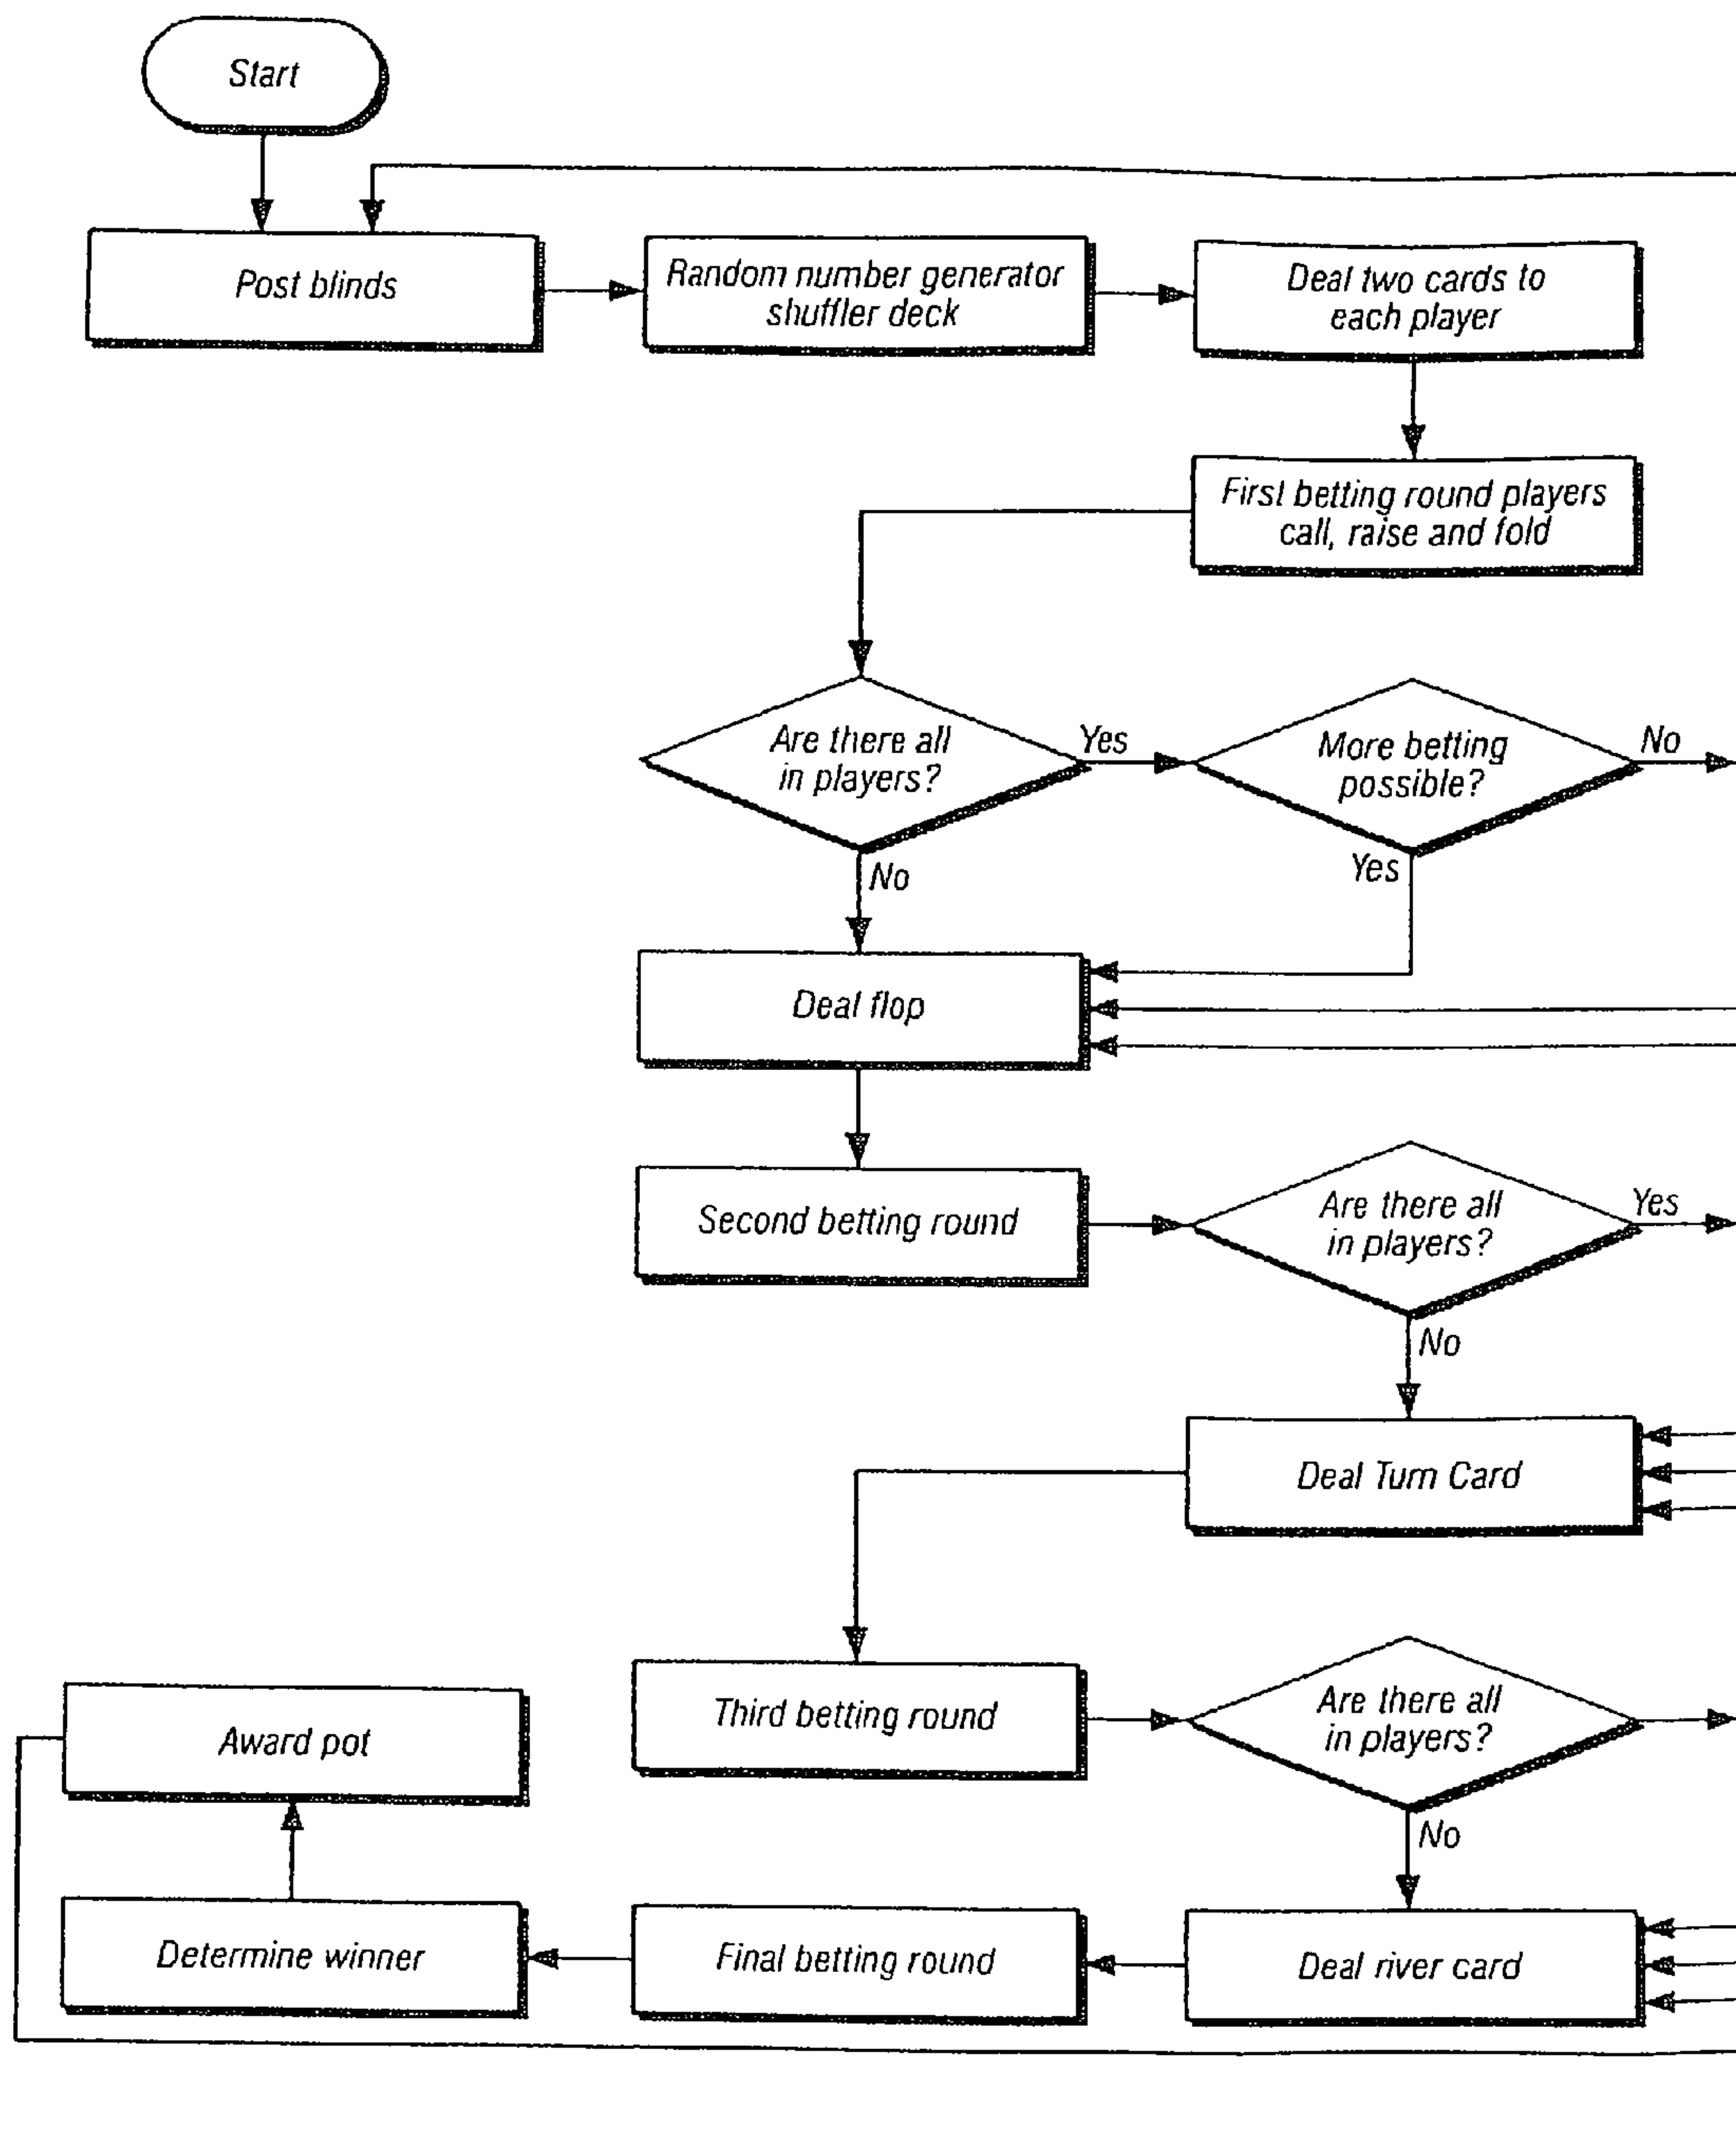 Start
Post blinds
Random number generator
shuffler deck
Deal two cards to
each player
First betting round players
call, raise and fold
Are there all
in players?
Yes
More betting
possible?
No
No
Yes
Deal flop
Second betting round
Are there all
in players?
Yes
No
Deal Turn Card
Third betting round
Are there all
in players?
Award pot
No
Determine winner
Final betting round
Deal river card